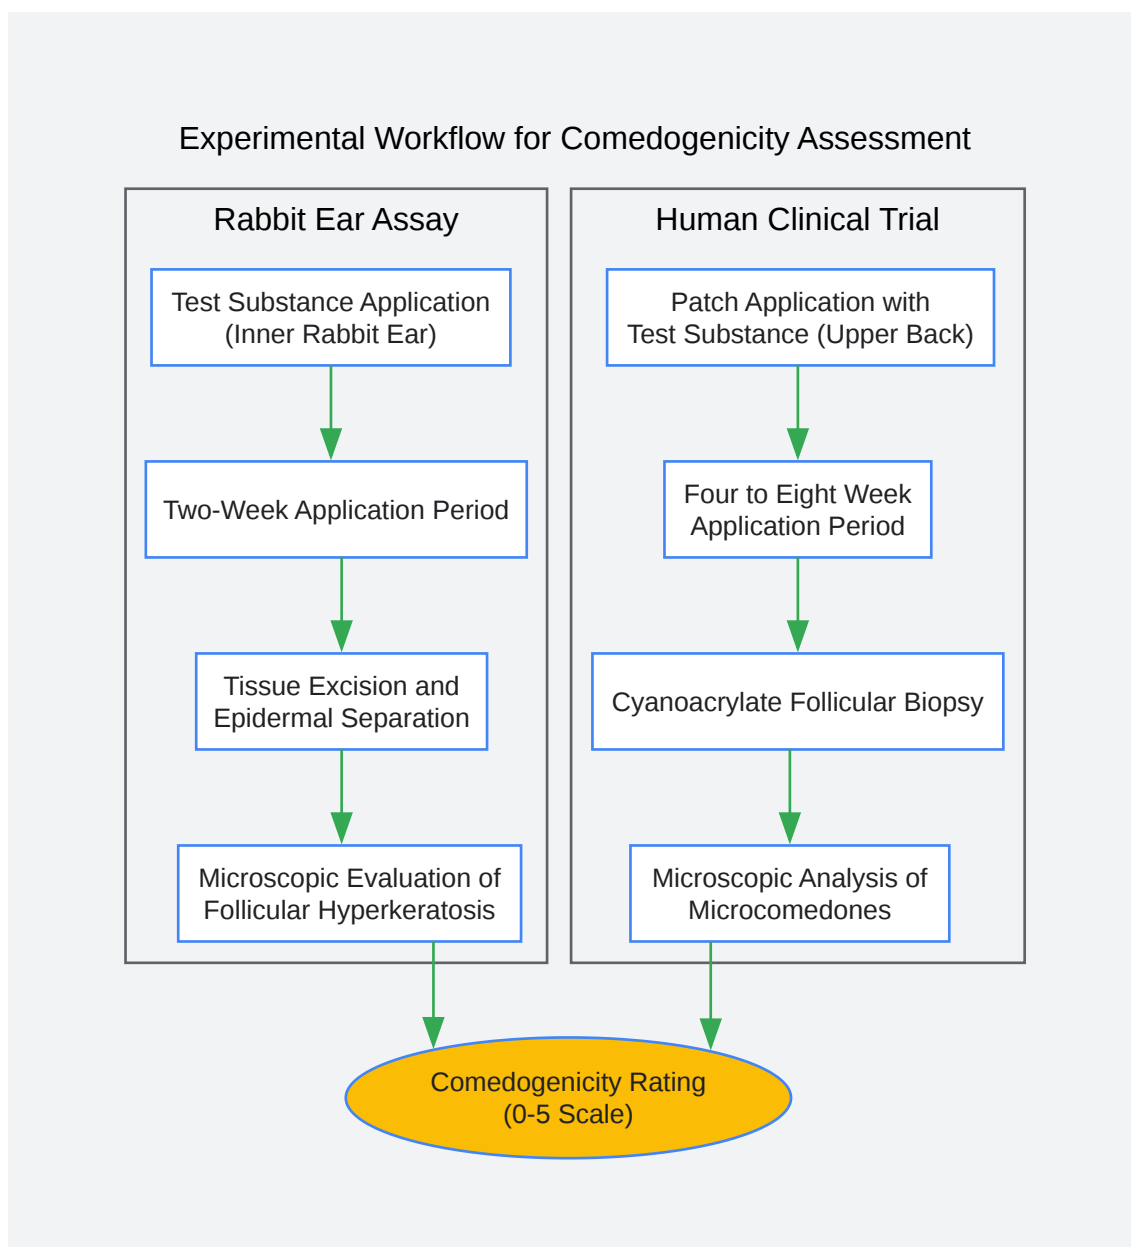 Experimental Workflow for Comedogenicity Assessment
Rabbit Ear Assay
Test Substance Application
(Inner Rabbit Ear)
Two-Week Application Period
Tissue Excision and
Epidermal Separation
Microscopic Evaluation of
Follicular Hyperkeratosis
Human Clinical Trial
Patch Application with
Test Substance (Upper Back)
Four to Eight Week
Application Period
Cyanoacrylate Follicular Biopsy
Microscopic Analysis of
Microcomedones
Comedogenicity Rating
(0-5 Scale)